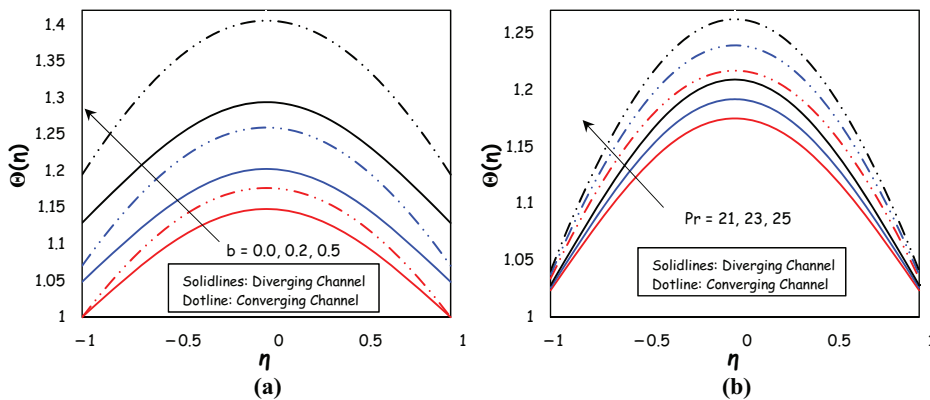 1.4
1.35
1.3
1.25
1.2
1.15
1.1
1.05
1
Θ(η)
b = 0.0, 0.2, 0.5
Solidlines: Diverging Channel
Dotline: Converging Channel
−1 −0.5 0 0.5 1
η
(a)
1.25
1.2
1.15
1.1
1.05
1
Θ(η)
Pr = 21, 23, 25
Solidlines: Diverging Channel
Dotline: Converging Channel
−1 −0.5 0 0.5 1
η
(b)